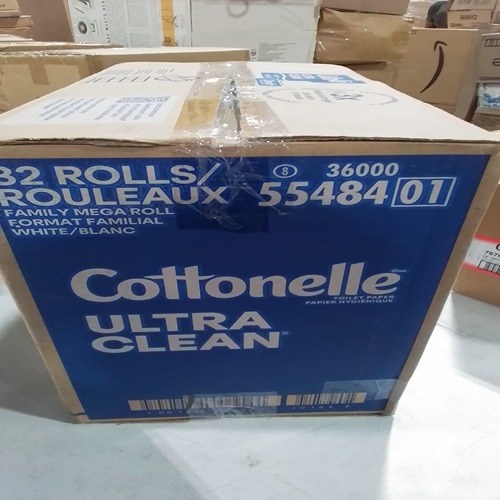 32 ROLLS/
ROULEAUX
FAMILY MEGA ROLL
FORMAT FAMILIAL
WHITE/BLANC
8 36000
55484 01
Cottonelle
TOILET PAPER
PAPIER HYGIÉNIQUE
ULTRA
CLEAN